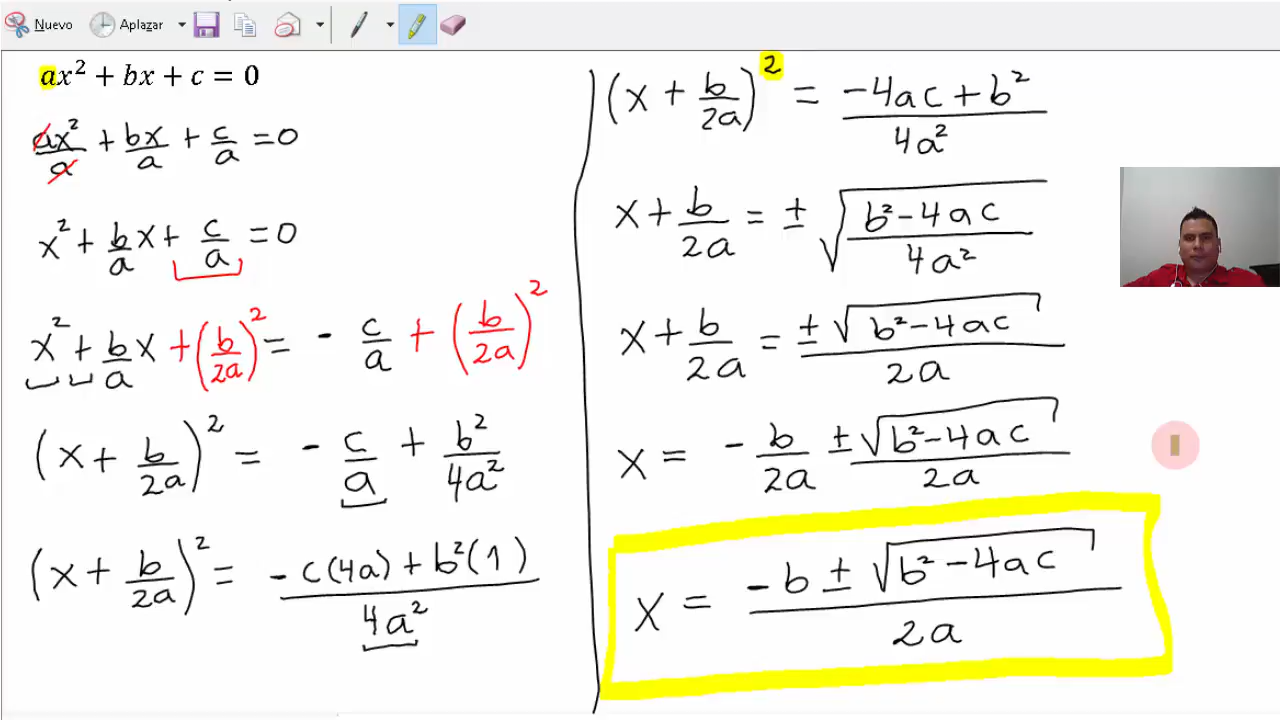 Nuevo Aplazar
ax² + bx + c = 0
ax²/a + bx/a + c/a = 0
x² + b/a x + c/a = 0
x² + b/a x + (b/2a)² = - c/a + (b/2a)²
(x + b/2a)² = - c/a + b²/4a²
(x + b/2a)² = -c(4a) + b²(1) / 4a²
(x + b/2a)² = -4ac + b² / 4a²
x + b/2a = ± √(b² - 4ac / 4a²)
x + b/2a = ± √(b² - 4ac) / 2a
x = - b/2a ± √(b² - 4ac) / 2a
x = -b ± √(b² - 4ac) / 2a